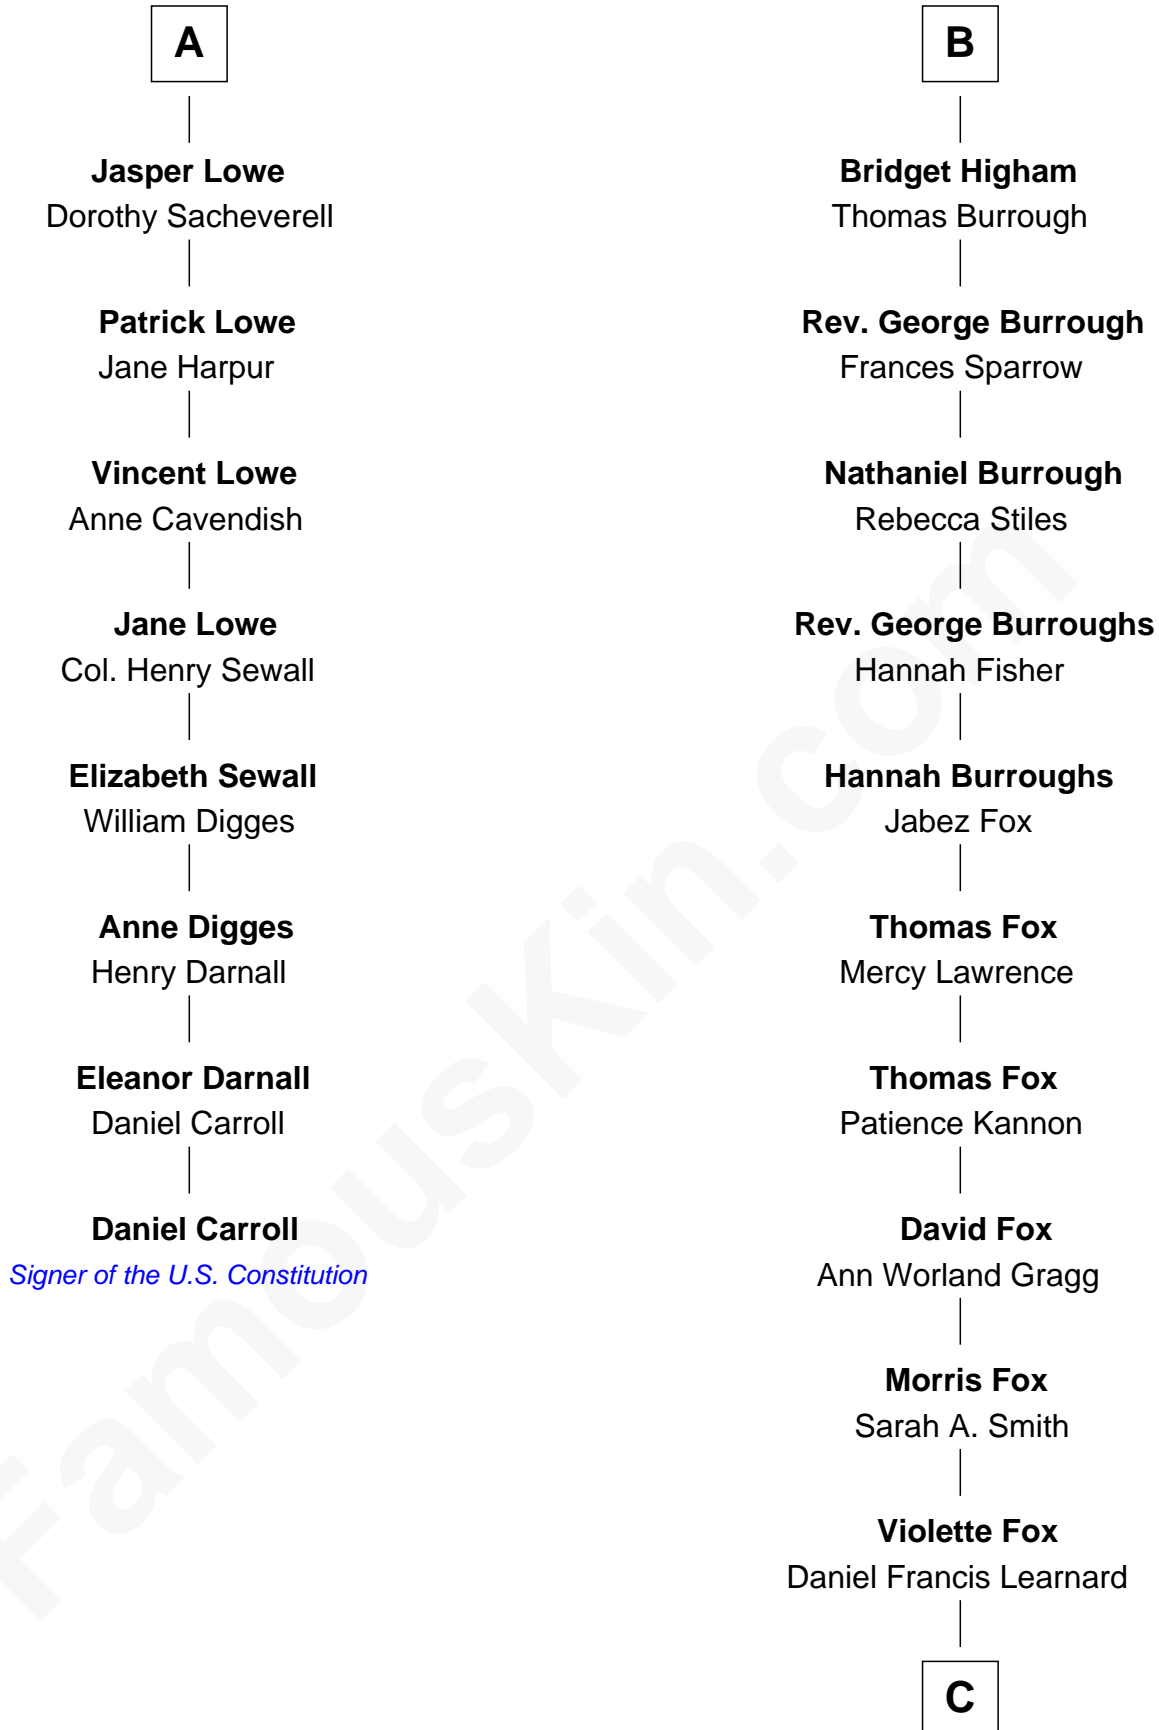 A
Jasper Lowe
Dorothy Sacheverell
Patrick Lowe
Jane Harpur
Vincent Lowe
Anne Cavendish
Jane Lowe
Col. Henry Sewall
Elizabeth Sewall
William Digges
Anne Digges
Henry Darnall
Eleanor Darnall
Daniel Carroll
Daniel Carroll
Signer of the U.S. Constitution
B
Bridget Higham
Thomas Burrough
Rev. George Burrough
Frances Sparrow
Nathaniel Burrough
Rebecca Stiles
Rev. George Burroughs
Hannah Fisher
Hannah Burroughs
Jabez Fox
Thomas Fox
Mercy Lawrence
Thomas Fox
Patience Kannon
David Fox
Ann Worland Gragg
Morris Fox
Sarah A. Smith
Violette Fox
Daniel Francis Learnard
C
FamousKin.com